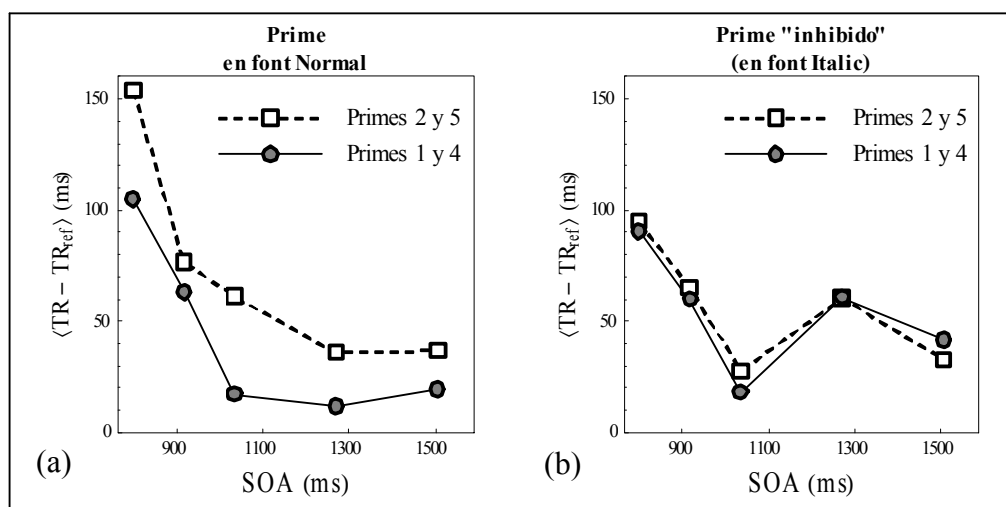 Prime
en font Normal
150
100
50
0
⟨TR − TRref⟩ (ms)
Primes 2 y 5
Primes 1 y 4
900 1100 1300 1500
SOA (ms)
(a)
Prime "inhibido"
(en font Italic)
150
100
50
0
⟨TR − TRref⟩ (ms)
Primes 2 y 5
Primes 1 y 4
900 1100 1300 1500
SOA (ms)
(b)